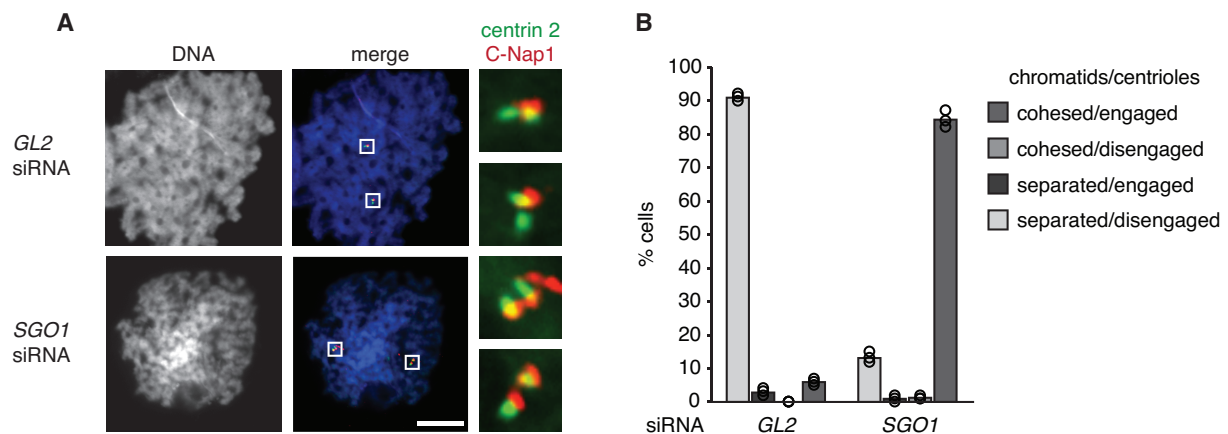 A
DNA
merge
centrin 2
C-Nap1
GL2
siRNA
SGO1
siRNA
B
100
90
80
70
60
50
40
30
20
10
0
% cells
siRNA
GL2
SGO1
chromatids/centrioles
cohesed/engaged
cohesed/disengaged
separated/engaged
separated/disengaged